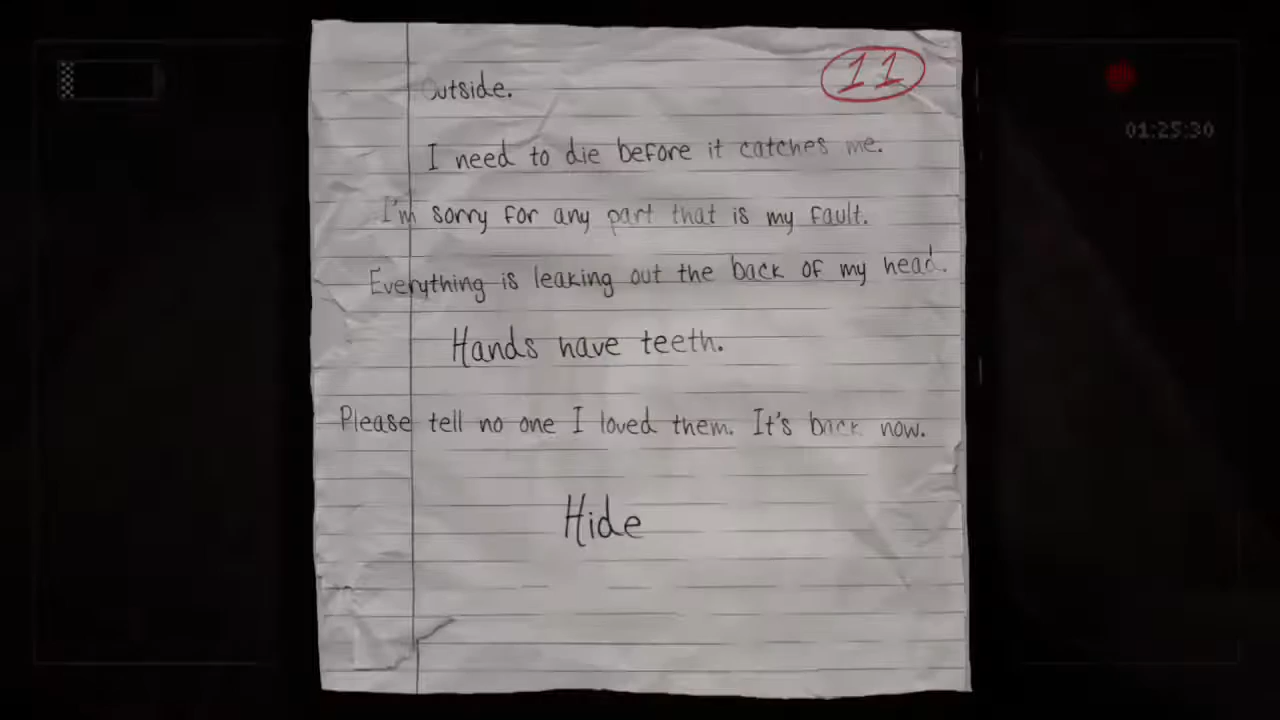 11
Outside.
01:25:30
I need to die before it catches me.
I'm sorry for any part that is my fault.
Everything is leaking out the back of my head.
Hands have teeth.
Please tell no one I loved them. It's back now.
Hide